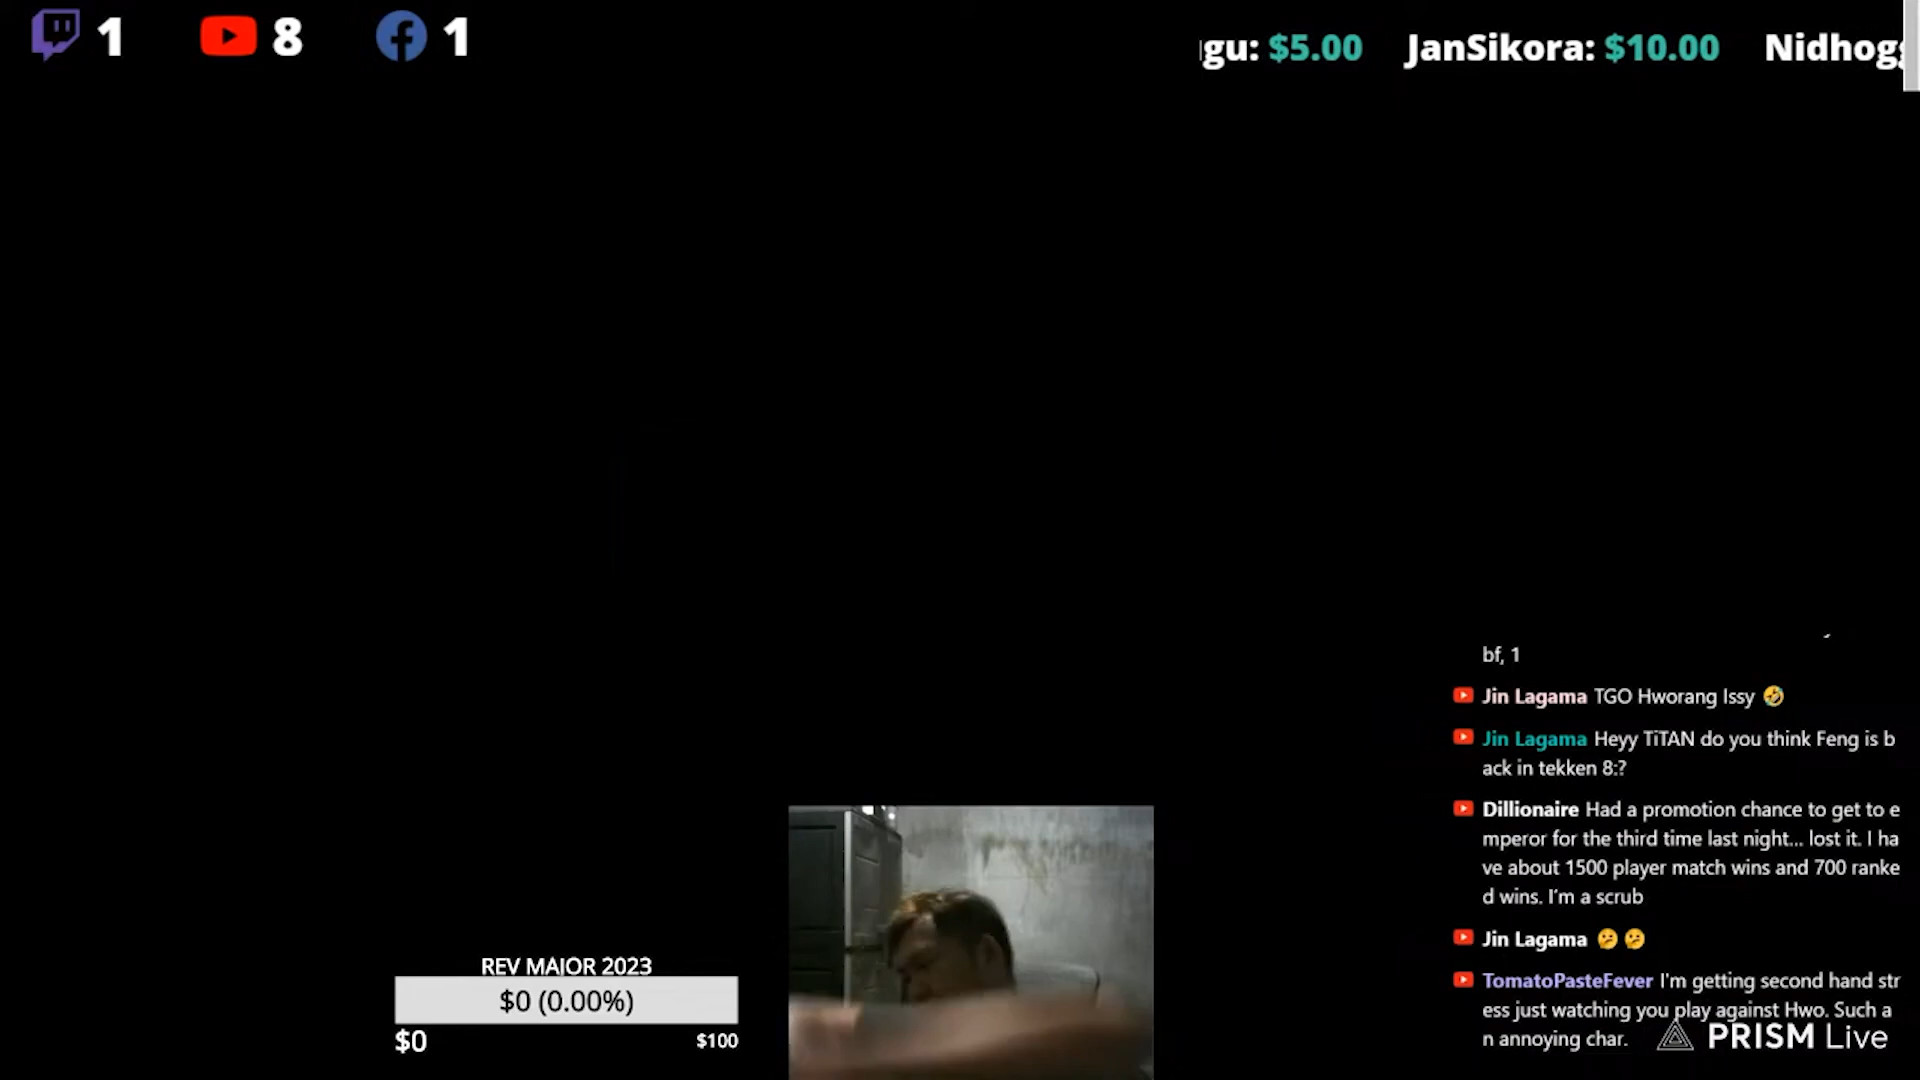 1 8 1
gu: $5.00 JanSikora: $10.00 Nidhogg
bf, 1
Jin Lagama TGO Hworang Issy 🤣
Jin Lagama Heyy TiTAN do you think Feng is b
ack in tekken 8:?
Dillionaire Had a promotion chance to get to e
mperor for the third time last night... lost it. I ha
ve about 1500 player match wins and 700 ranke
d wins. I'm a scrub
Jin Lagama 🫤🫤
TomatoPasteFever I'm getting second hand str
ess just watching you play against Hwo. Such a
n annoying char.
PRISM Live
REV MAJOR 2023
$0 (0.00%)
$0 $100